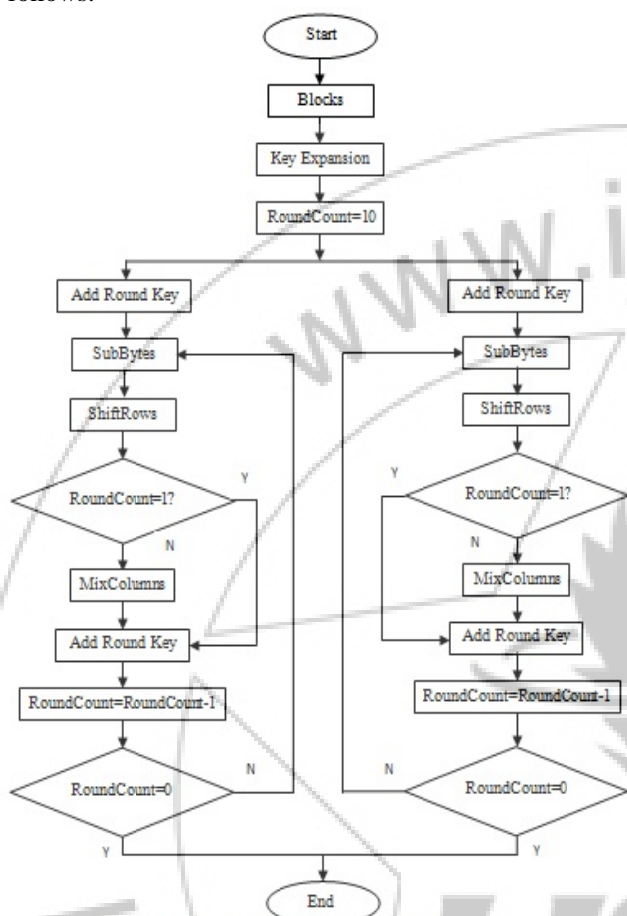 follows:
Start
Blocks
Key Expansion
RoundCount=10
Add Round Key
SubBytes
ShiftRows
RoundCount=1?
Y
N
MixColumns
Add Round Key
RoundCount=RoundCount-1
RoundCount=0
N
Y
Add Round Key
SubBytes
ShiftRows
RoundCount=1?
Y
N
MixColumns
Add Round Key
RoundCount=RoundCount-1
RoundCount=0
N
Y
End
www.i